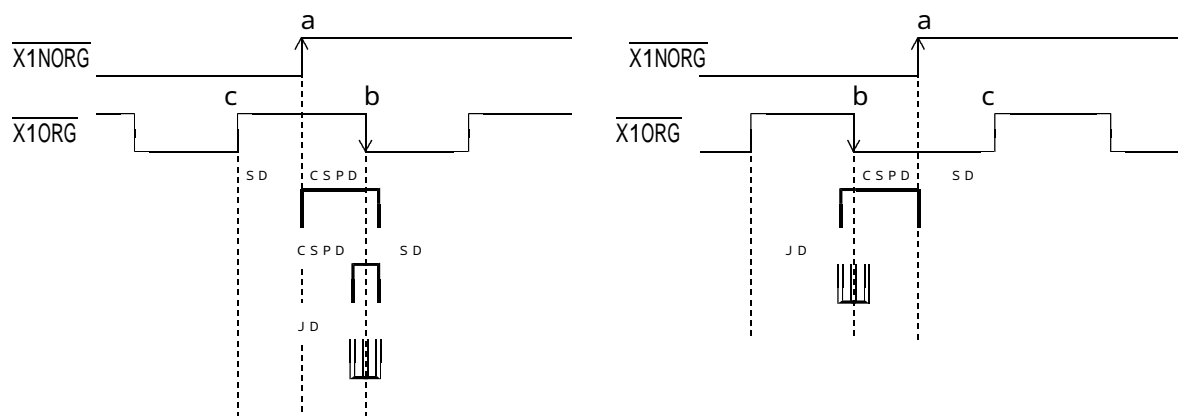 a
X1NORG
c b
X1ORG
SD CSPD
CSPD SD
JD
a
X1NORG
b c
X1ORG
CSPD SD
JD